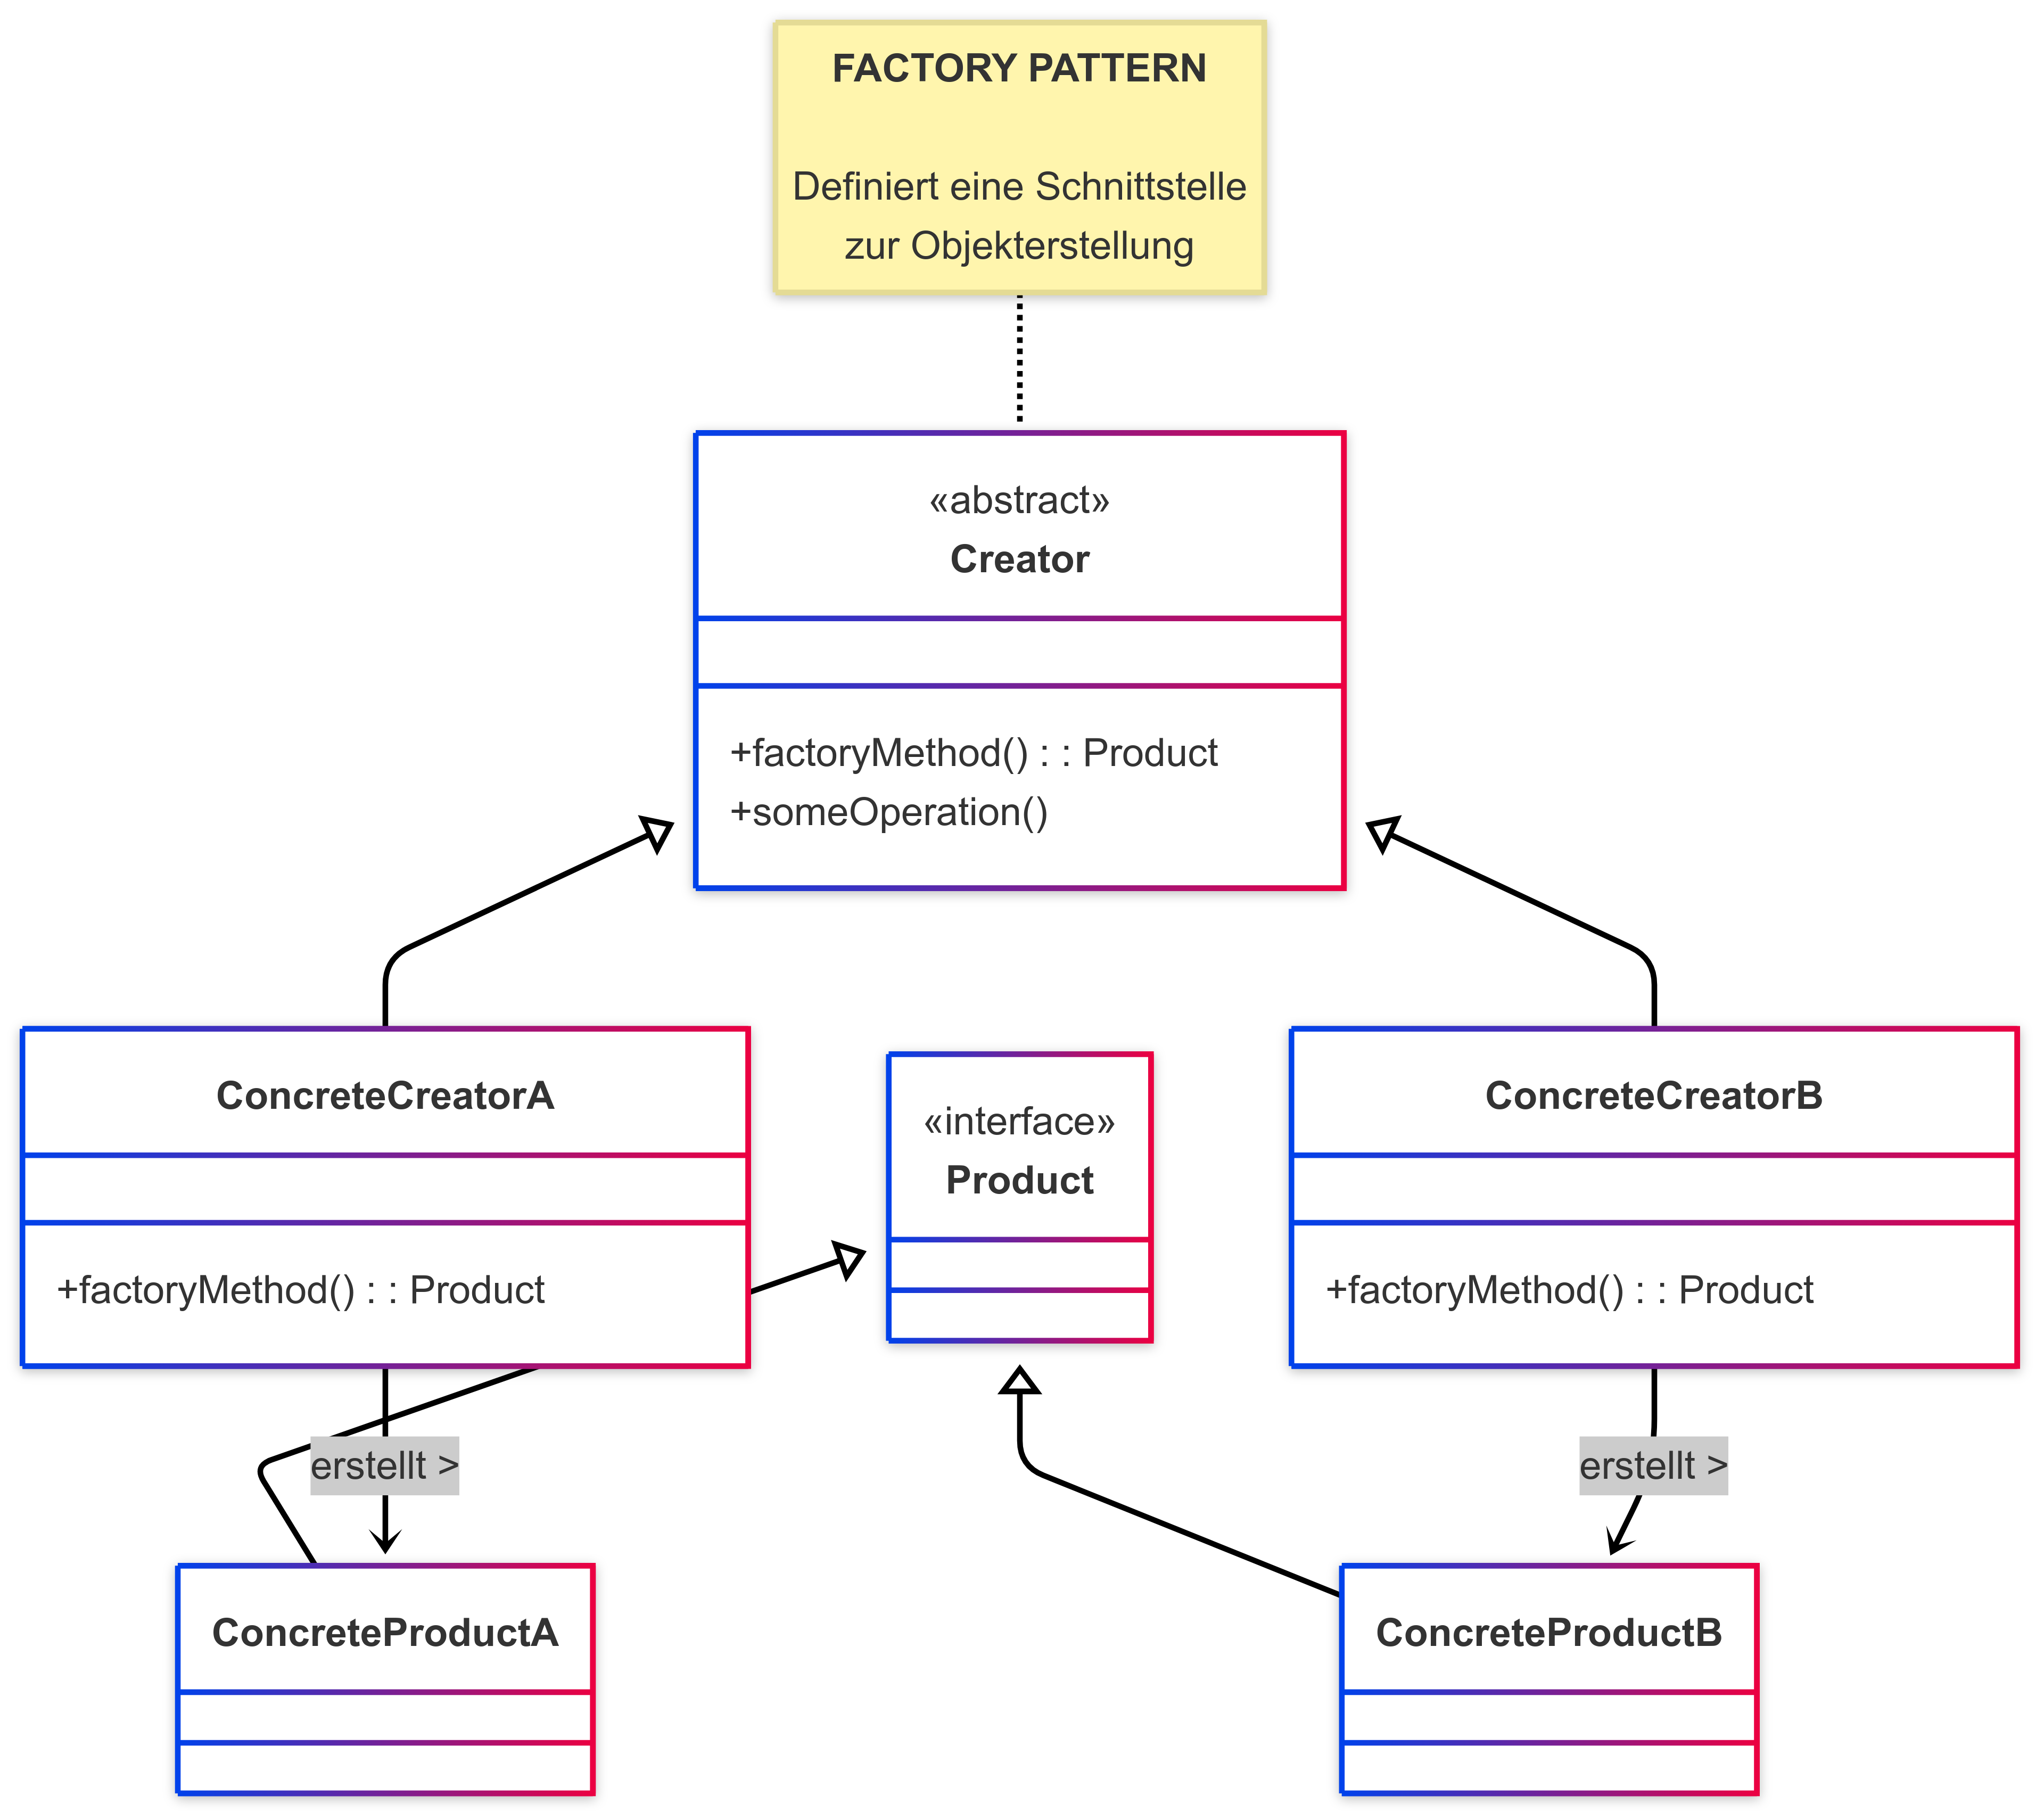 FACTORY PATTERN
Definiert eine Schnittstelle
zur Objekterstellung
«abstract»
Creator
+factoryMethod() : : Product
+someOperation()
ConcreteCreatorA
+factoryMethod() : : Product
«interface»
Product
ConcreteCreatorB
+factoryMethod() : : Product
erstellt >
erstellt >
ConcreteProductA
ConcreteProductB